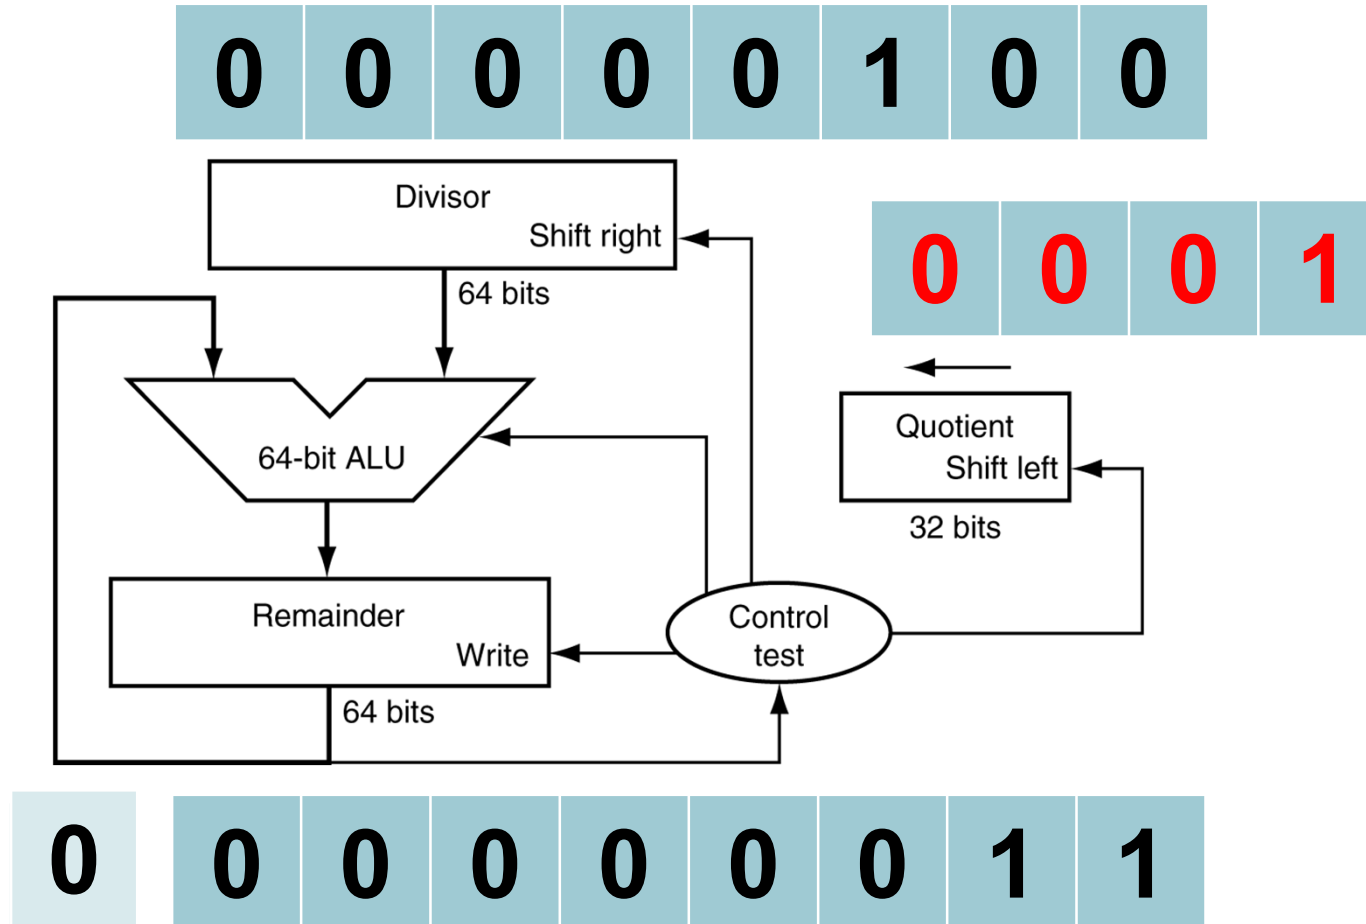 0 0 0 0 0 1 0 0
Divisor
Shift right
0 0 0 1
64 bits
Quotient
64-bit ALU
Shift left
32 bits
Remainder
Control
test
Write
64 bits
0 0 0 0 0 0 0 1 1